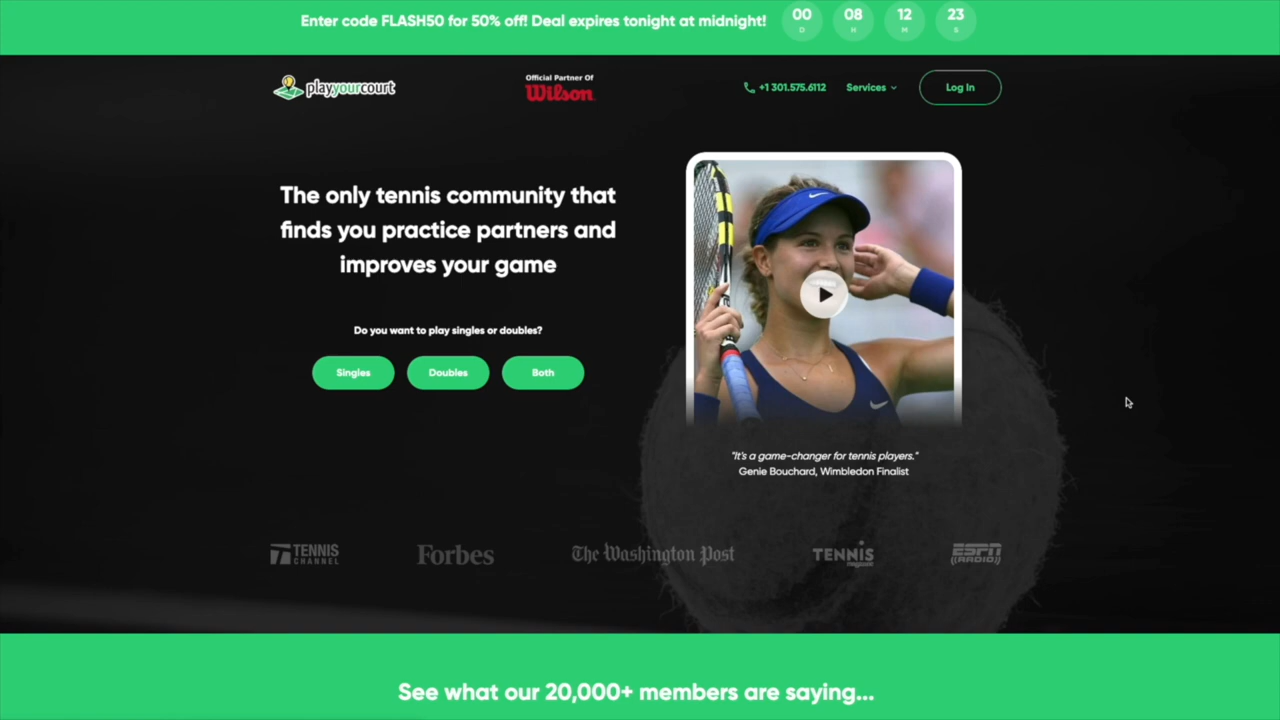 Enter code FLASH50 for 50% off! Deal expires tonight at midnight!
00 08 12 23
D H M S
playyourcourt
Official Partner Of
Wilson
+1 301.575.6112
Services
Log In
The only tennis community that
finds you practice partners and
improves your game
Do you want to play singles or doubles?
Singles
Doubles
Both
"It's a game-changer for tennis players."
Genie Bouchard, Wimbledon Finalist
TENNIS
CHANNEL
Forbes
The Washington Post
TENNIS
ESPN
RADIO
See what our 20,000+ members are saying...